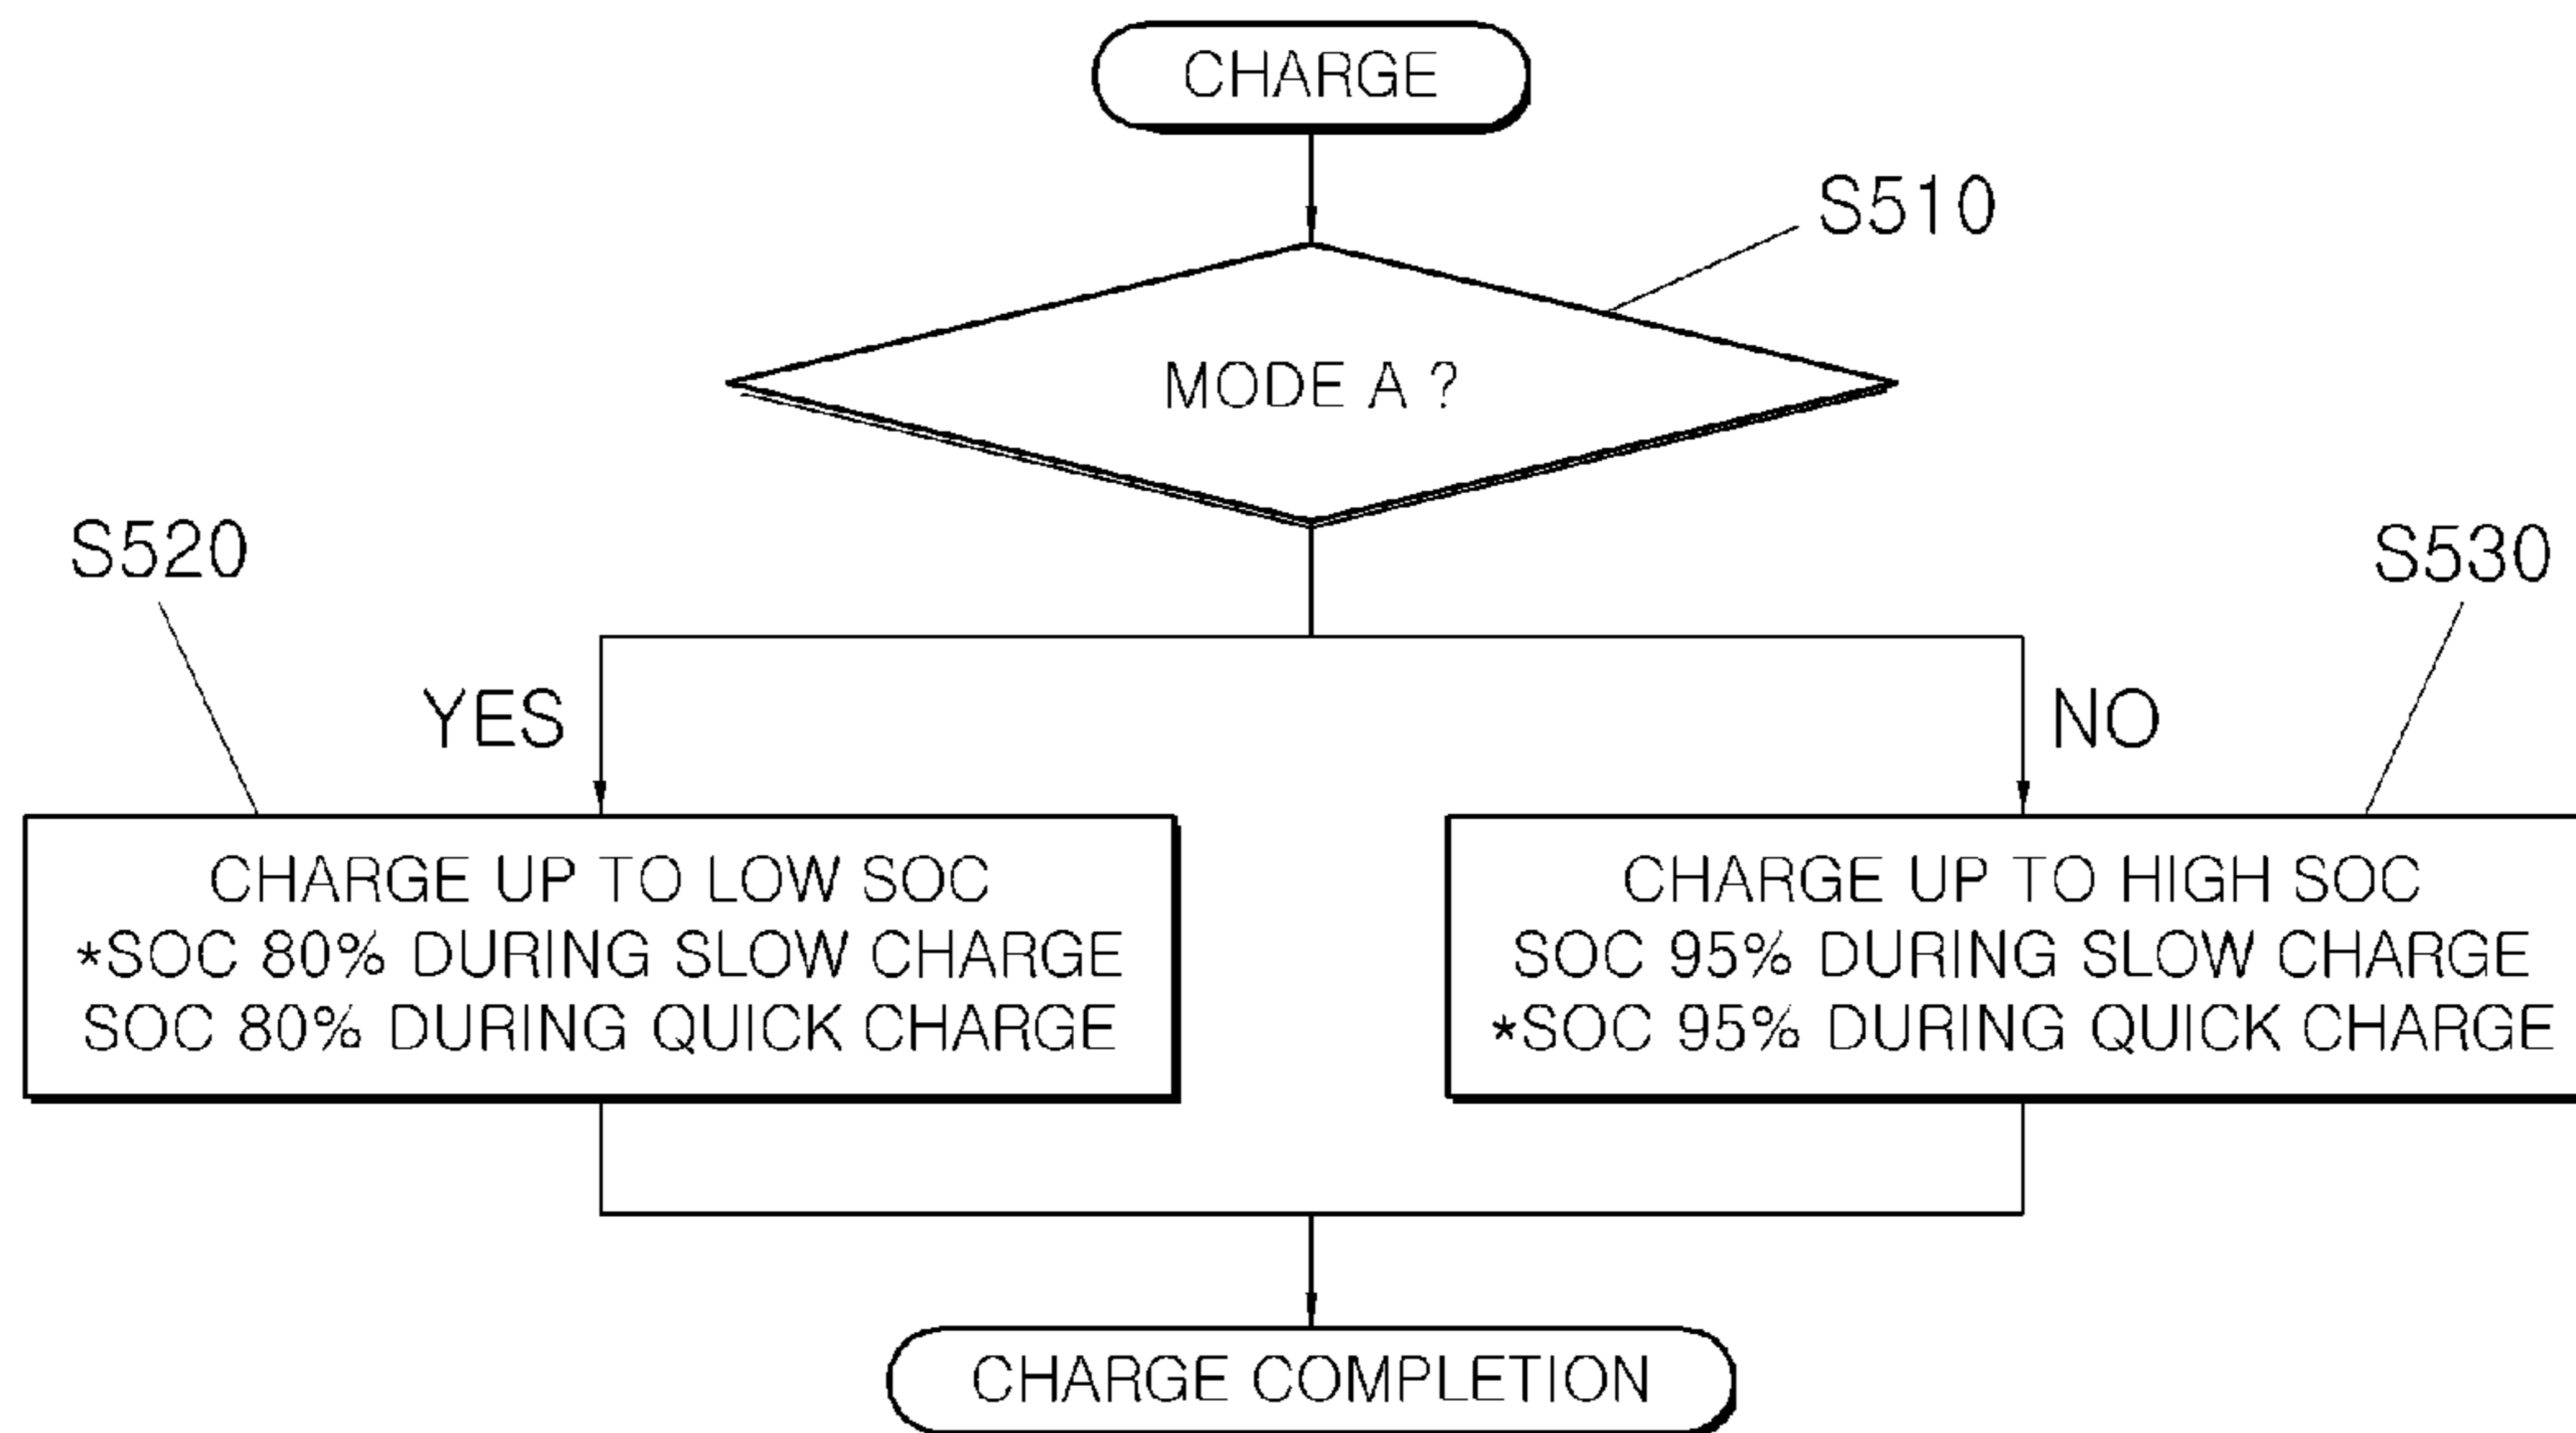 CHARGE
S510
MODE A ?
S520
S530
YES
NO
CHARGE UP TO LOW SOC
*SOC 80% DURING SLOW CHARGE
SOC 80% DURING QUICK CHARGE
CHARGE UP TO HIGH SOC
SOC 95% DURING SLOW CHARGE
*SOC 95% DURING QUICK CHARGE
CHARGE COMPLETION